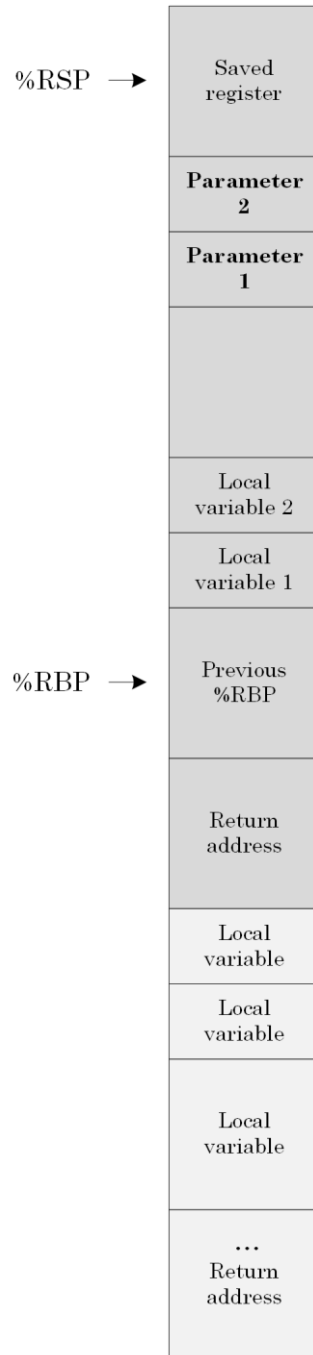 %RSP
Saved
register
Parameter
2
Parameter
1
Local
variable 2
Local
variable 1
%RBP
Previous
%RBP
Return
address
Local
variable
Local
variable
Local
variable
...
Return
address